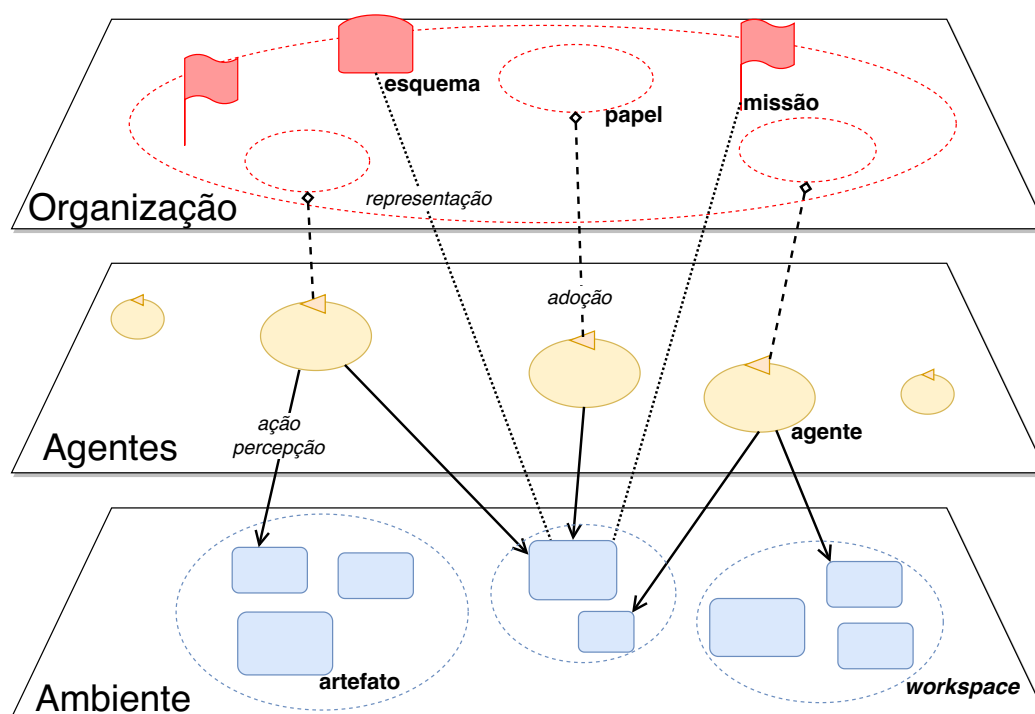 esquema
papel
missão
representação
Organização
adoção
ação
percepção
agente
Agentes
artefato
workspace
Ambiente